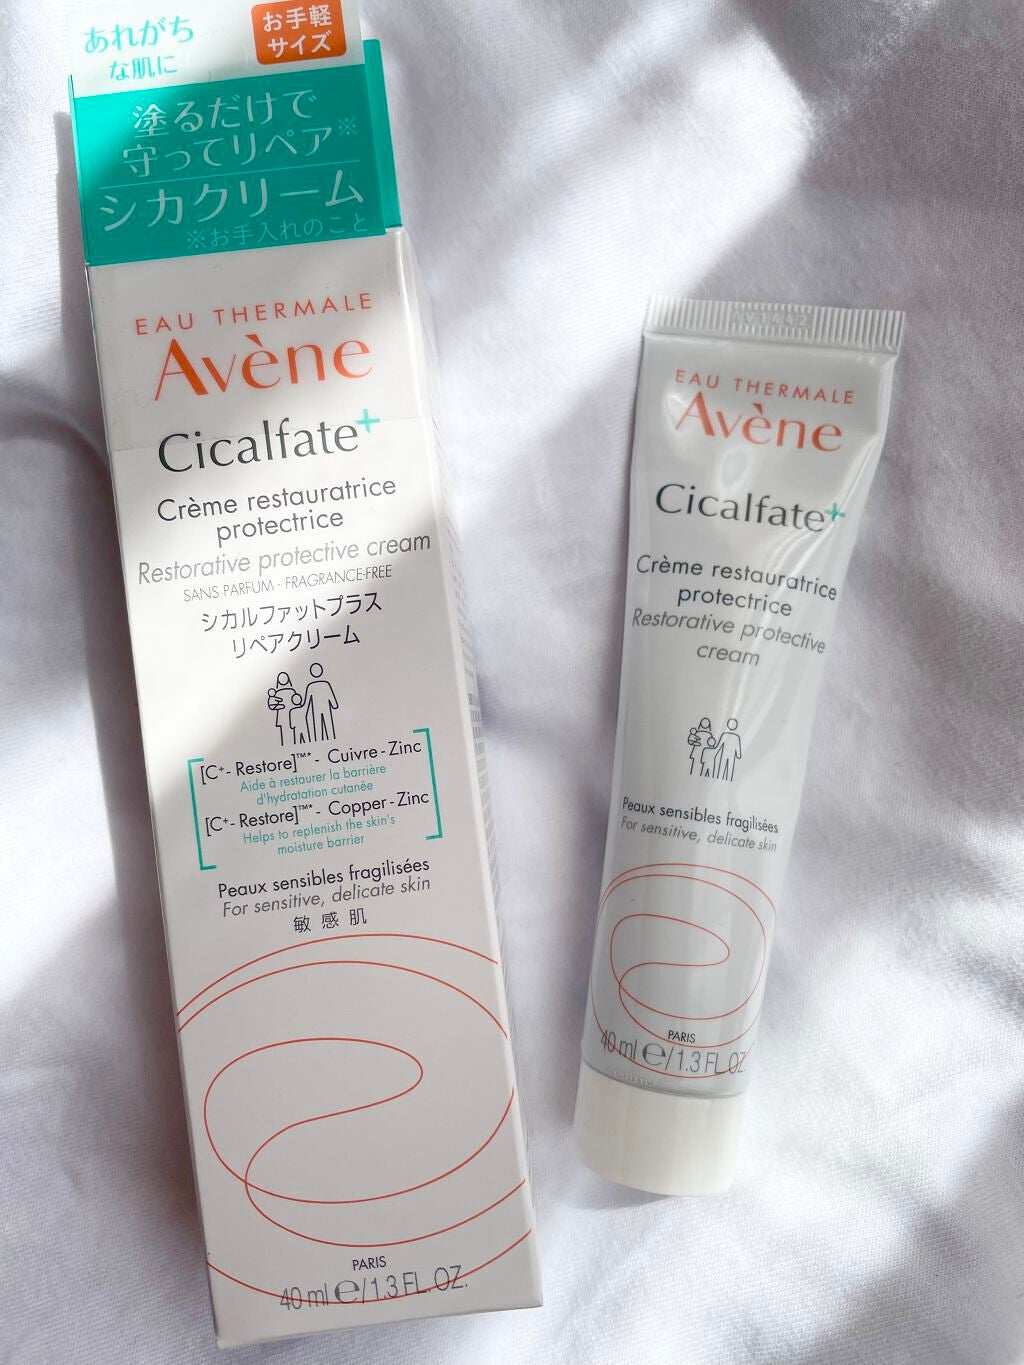 あれがち
な肌に
お手軽
サイズ
塗るだけで
守ってリペア※
シカクリーム
※お手入れのこと
EAU THERMALE
Avène
Cicalfate+
Crème restauratrice
protectrice
Restorative protective cream
SANS PARFUM · FRAGRANCE-FREE
シカルファットプラス
リペアクリーム
[C+- Restore]™* - Cuivre - Zinc
Aide à restaurer la barrière
d'hydratation cutanée
[C+- Restore]™* - Copper - Zinc
Helps to replenish the skin's
moisture barrier
Peaux sensibles fragilisées
For sensitive, delicate skin
敏感肌
PARIS
40 ml e/1.3 FL. OZ.
EAU THERMALE
Avène
Cicalfate+
Crème restauratrice
protectrice
Restorative protective
cream
Peaux sensibles fragilisées
For sensitive, delicate skin
PARIS
40 ml e/1.3 FL. OZ.